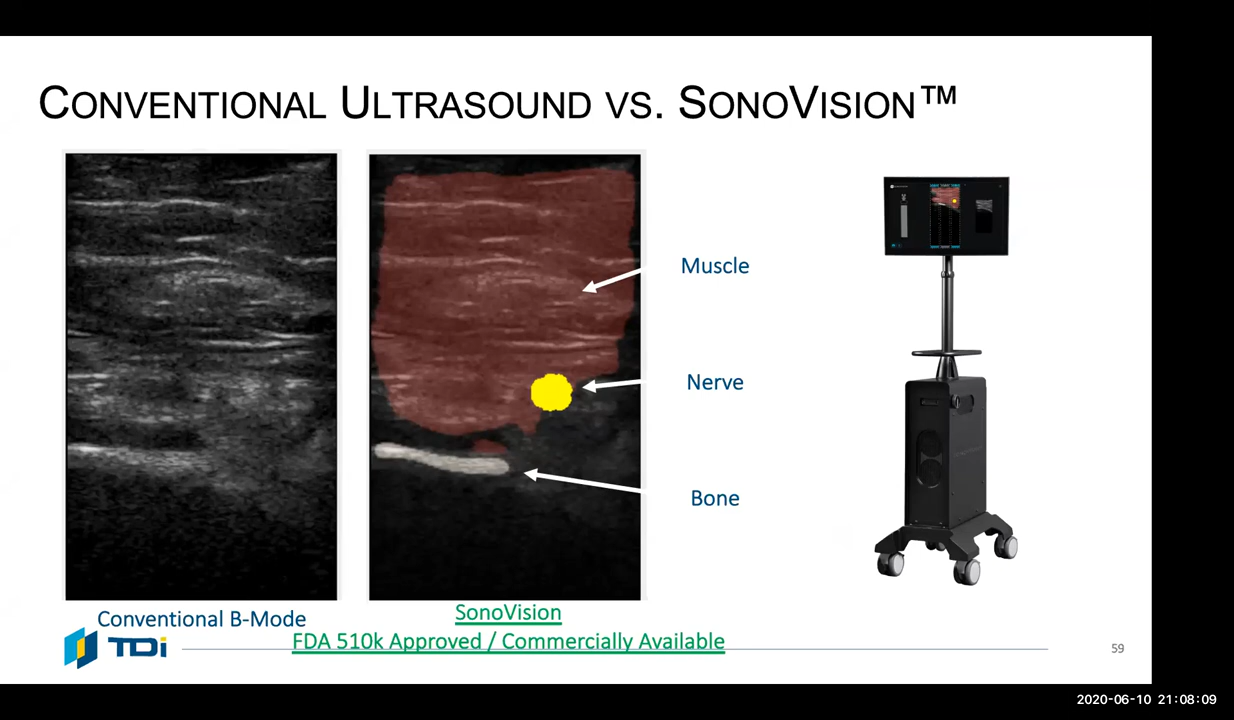 CONVENTIONAL ULTRASOUND VS. SONOVISION™
Muscle
Nerve
Bone
Conventional B-Mode
SonoVision
FDA 510k Approved / Commercially Available
TDi
59
2020-06-10 21:08:09